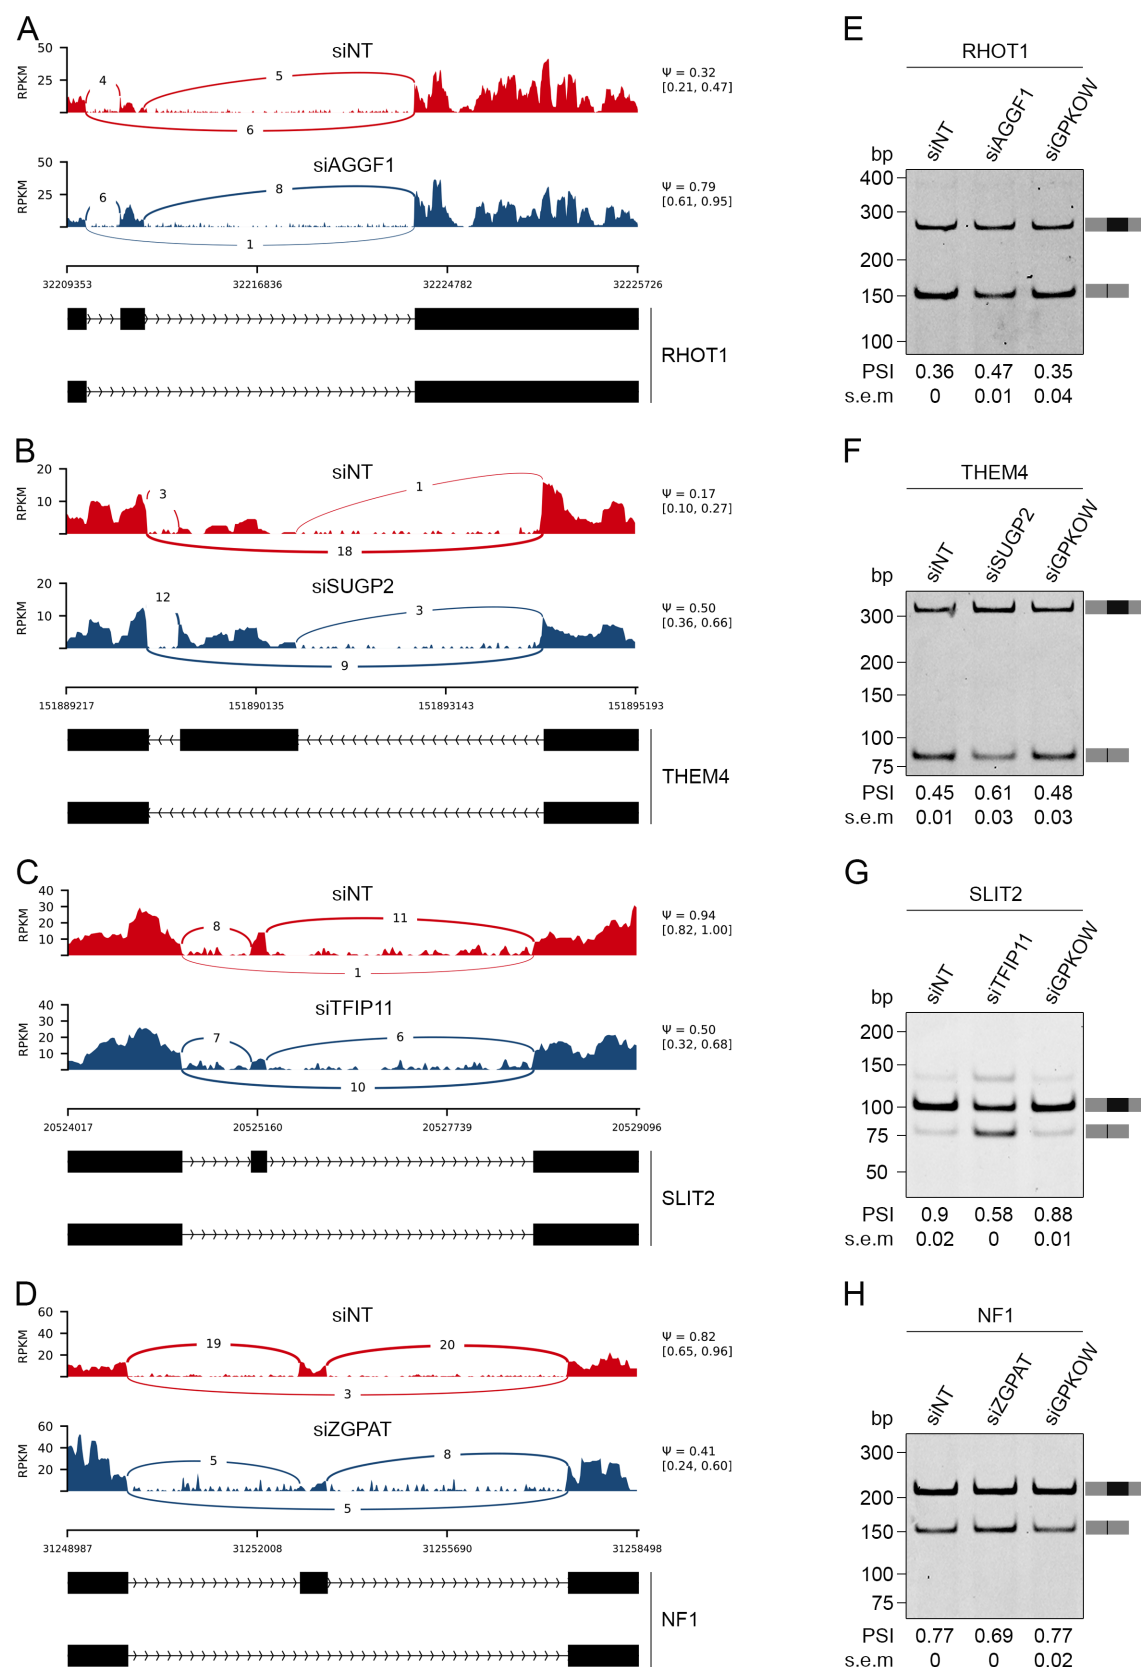 A
siNT
RPKM
50
25
4
5
6
Ψ = 0.32
[0.21, 0.47]
siAGGF1
RPKM
50
25
6
8
1
Ψ = 0.79
[0.61, 0.95]
32209353 32216836 32224782 32225726
RHOT1
E
RHOT1
bp siNT siAGGF1 siGPKOW
400
300
200
150
100
PSI 0.36 0.47 0.35
s.e.m 0 0.01 0.04
B
siNT
RPKM
20
10
3
1
18
Ψ = 0.17
[0.10, 0.27]
siSUGP2
RPKM
20
10
12
3
9
Ψ = 0.50
[0.36, 0.66]
151889217 151890135 151893143 151895193
THEM4
F
THEM4
bp siNT siSUGP2 siGPKOW
300
200
150
100
75
PSI 0.45 0.61 0.48
s.e.m 0.01 0.03 0.03
C
siNT
RPKM
40
30
20
10
8
11
1
Ψ = 0.94
[0.82, 1.00]
siTFIP11
RPKM
40
30
20
10
7
6
10
Ψ = 0.50
[0.32, 0.68]
20524017 20525160 20527739 20529096
SLIT2
G
SLIT2
bp siNT siTFIP11 siGPKOW
200
150
100
75
50
PSI 0.9 0.58 0.88
s.e.m 0.02 0 0.01
D
siNT
RPKM
60
40
20
19
20
3
Ψ = 0.82
[0.65, 0.96]
siZGPAT
RPKM
60
40
20
5
8
5
Ψ = 0.41
[0.24, 0.60]
31248987 31252008 31255690 31258498
NF1
H
NF1
bp siNT siZGPAT siGPKOW
300
200
150
100
75
PSI 0.77 0.69 0.77
s.e.m 0 0 0.02